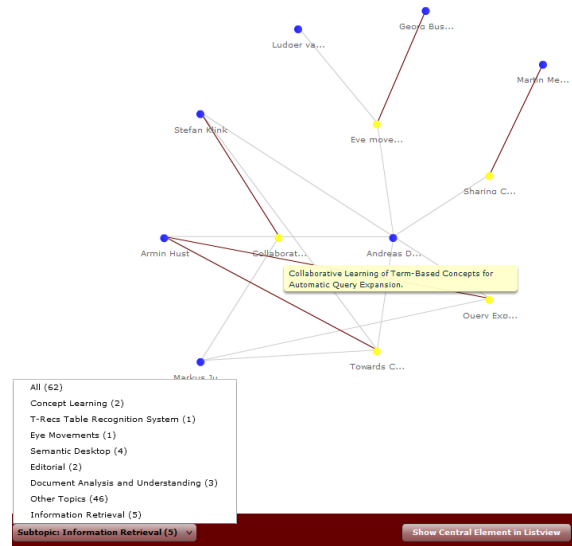 Georg Bus...
Ludger va...
Martin Me...
Stefan Klink
Eye move...
Sharing C...
Armin Hust
Collaborat...
Andreas D...
Collaborative Learning of Term-Based Concepts for
Automatic Query Expansion.
Query Exp...
Towards C...
Markus Ju...
All (62)
Concept Learning (2)
T-Recs Table Recognition System (1)
Eye Movements (1)
Semantic Desktop (4)
Editorial (2)
Document Analysis and Understanding (3)
Other Topics (46)
Information Retrieval (5)
Subtopic: Information Retrieval (5)
Show Central Element in Listview